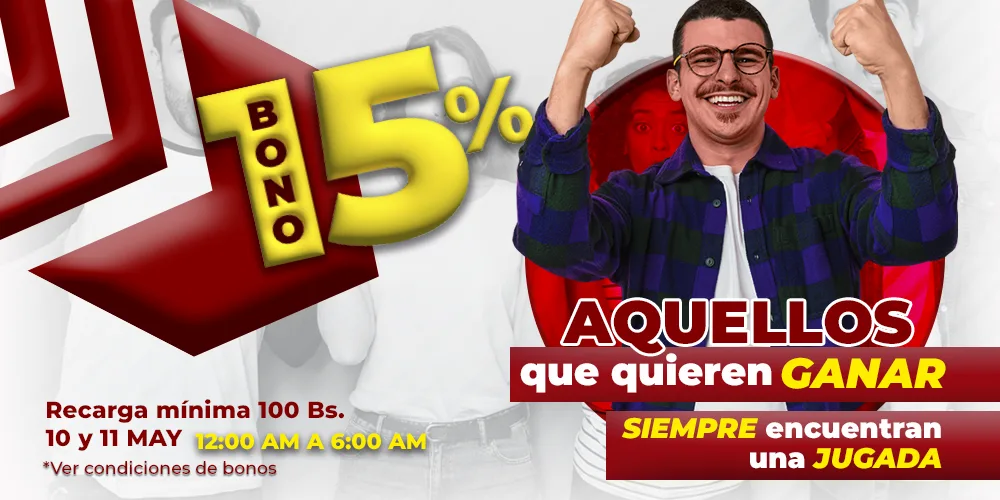 BONO
15%
AQUELLOS
que quieren GANAR
SIEMPRE encuentran
una JUGADA
Recarga mínima 100 Bs.
10 y 11 MAY 12:00 AM A 6:00 AM
*Ver condiciones de bonos